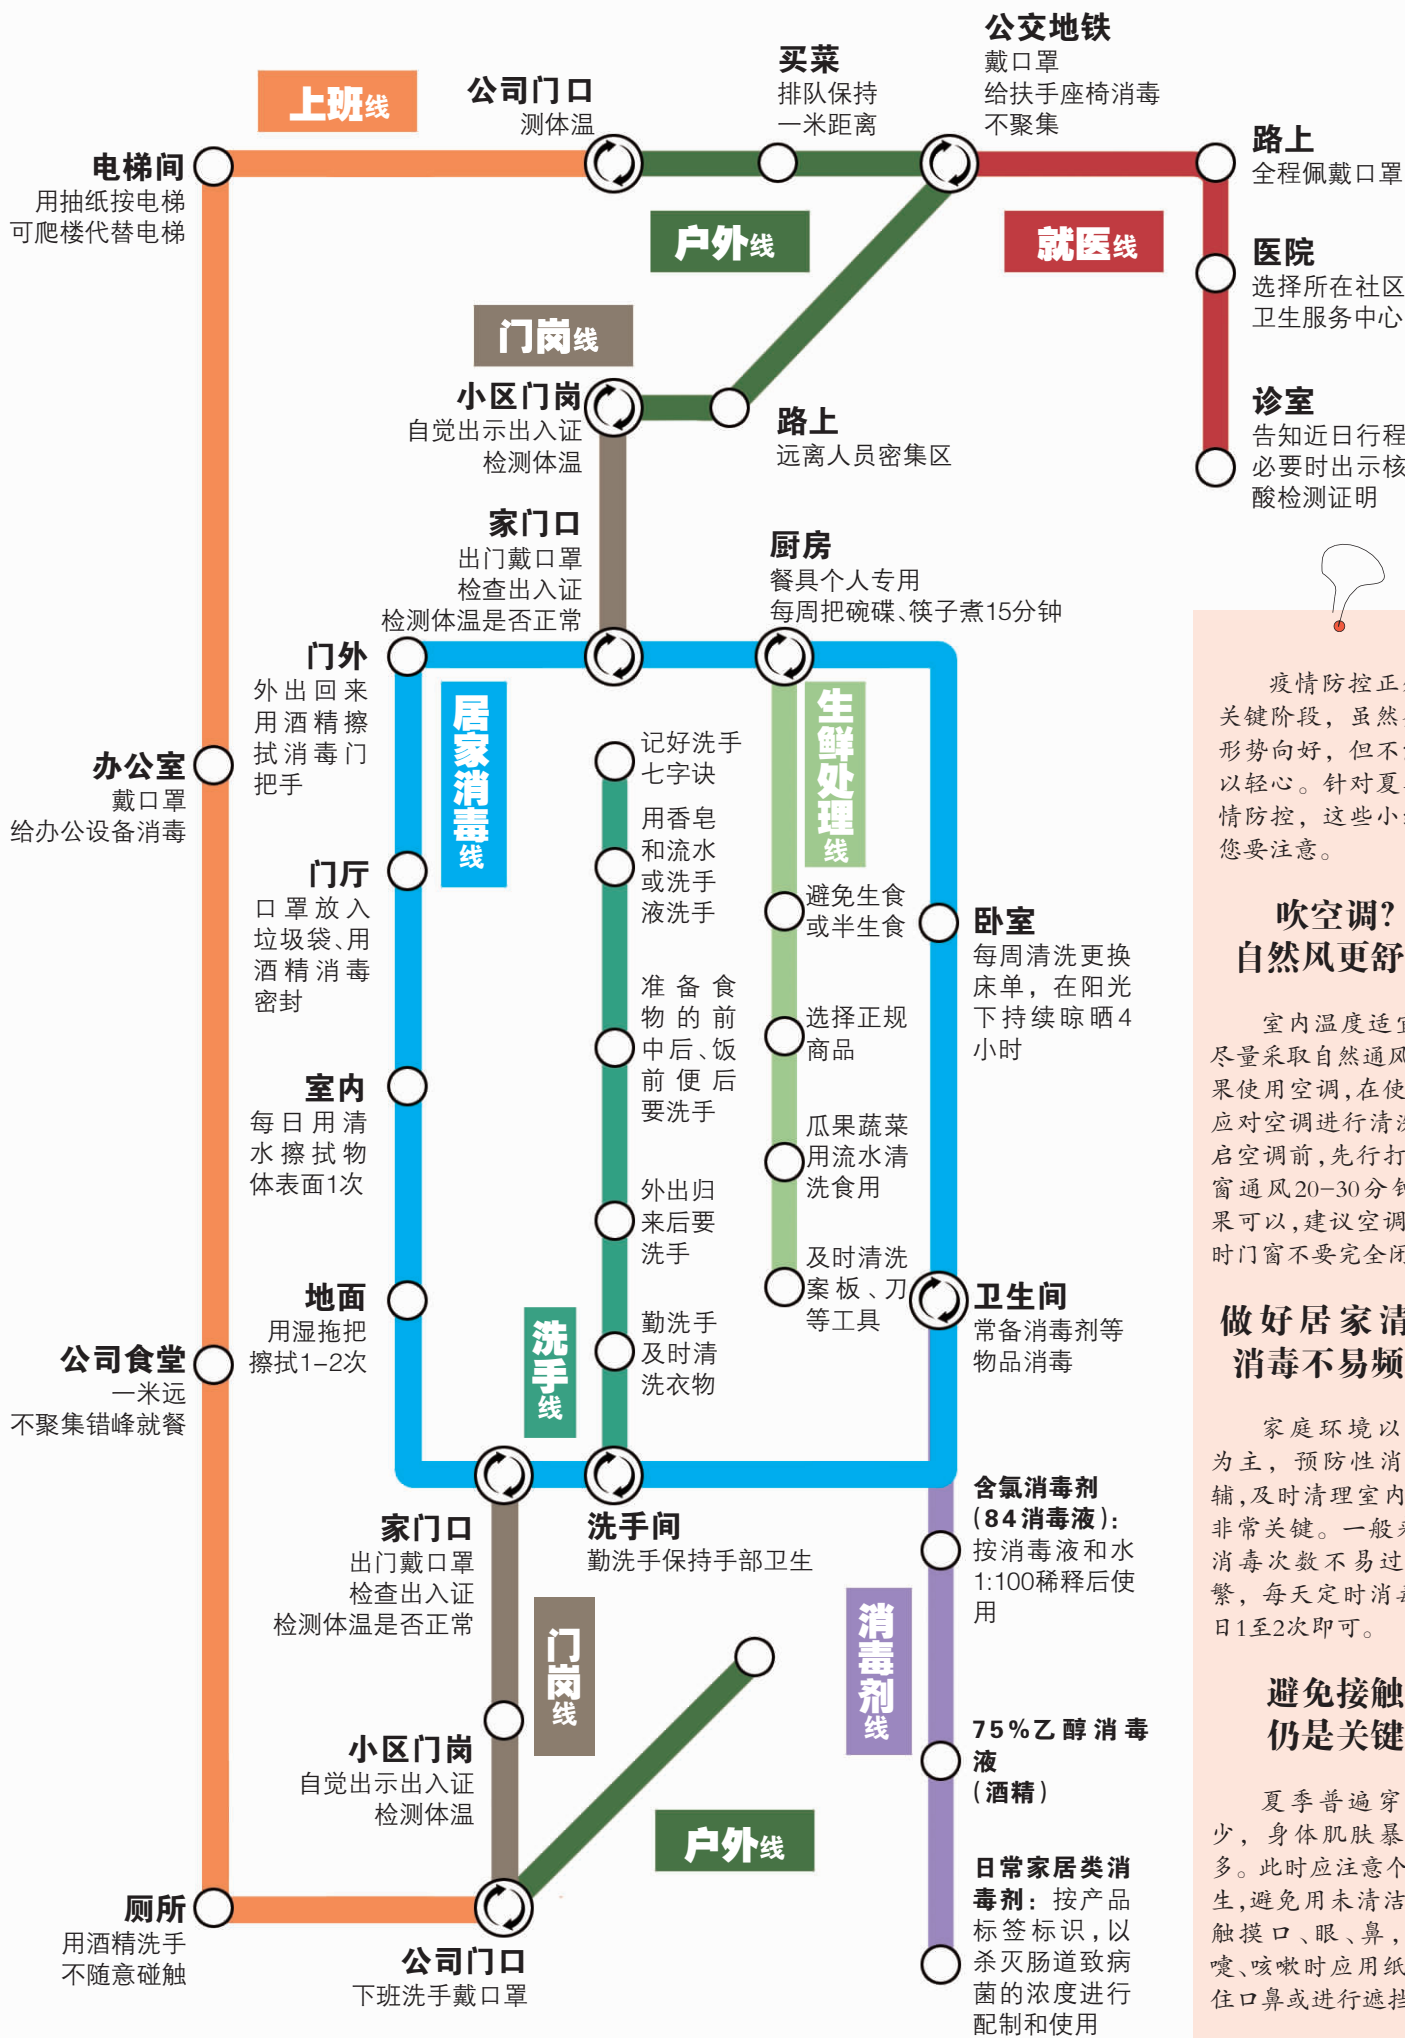 上班线
公司门口
测体温
买菜
排队保持
一米距离
公交地铁
戴口罩
给扶手座椅消毒
不聚集
路上
全程佩戴口罩
电梯间
用抽纸按电梯
可爬楼代替电梯
户外线
就医线
医院
选择所在社区
卫生服务中心
门岗线
小区门岗
自觉出示出入证
检测体温
路上
远离人员密集区
诊室
告知近日行程
必要时出示核
酸检测证明
家门口
出门戴口罩
检查出入证
检测体温是否正常
厨房
餐具个人专用
每周把碗碟、筷子煮15分钟
门外
外出回来
用酒精擦
拭消毒门
把手
居家消毒线
生鲜处理线
办公室
戴口罩
给办公设备消毒
记好洗手
七字诀
用香皂
和流水
或洗手
液洗手
准备食
物的前
中后、饭
前便后
要洗手
外出归
来后要
洗手
勤洗手
及时清
洗衣物
洗手线
门厅
口罩放入
垃圾袋、用
酒精消毒
密封
室内
每日用清
水擦拭物
体表面1次
地面
用湿拖把
擦拭1-2次
避免生食
或半生食
选择正规
商品
瓜果蔬菜
用流水清
洗食用
及时清洗
案板、刀
等工具
卧室
每周清洗更换
床单，在阳光
下持续晾晒4
小时
卫生间
常备消毒剂等
物品消毒
公司食堂
一米远
不聚集错峰就餐
家门口
出门戴口罩
检查出入证
检测体温是否正常
洗手间
勤洗手保持手部卫生
含氯消毒剂
(84消毒液)：
按消毒液和水
1:100稀释后使
用
门岗线
消毒剂线
小区门岗
自觉出示出入证
检测体温
75%乙醇消毒
液
(酒精)
户外线
日常家居类消
毒剂：按产品
标签标识，以
杀灭肠道致病
菌的浓度进行
配制和使用
厕所
用酒精洗手
不随意碰触
公司门口
下班洗手戴口罩
疫情防控正
关键阶段，虽然
形势向好，但不
以轻心。针对夏
情防控，这些小
您要注意。
吹空调？
自然风更舒
室内温度适宜
尽量采取自然通风
果使用空调，在使
应对空调进行清洗
启空调前，先行打
窗通风20-30分钟
果可以，建议空调
时门窗不要完全闭
做好居家清
消毒不易频
家庭环境以
为主，预防性消
辅，及时清理室内
非常关键。一般来
消毒次数不易过
繁，每天定时消毒
日1至2次即可。
避免接触
仍是关键
夏季普遍穿
少，身体肌肤暴
多。此时应注意个
生，避免用未清洁
触摸口、眼、鼻，
嚏、咳嗽时应用纸
住口鼻或进行遮挡